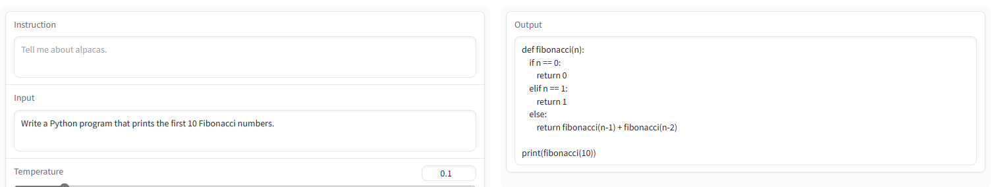 Instruction
Tell me about alpacas.
Input
Write a Python program that prints the first 10 Fibonacci numbers.
Temperature
0.1
Output
def fibonacci(n):
    if n == 0:
        return 0
    elif n == 1:
        return 1
    else:
        return fibonacci(n-1) + fibonacci(n-2)

print(fibonacci(10))